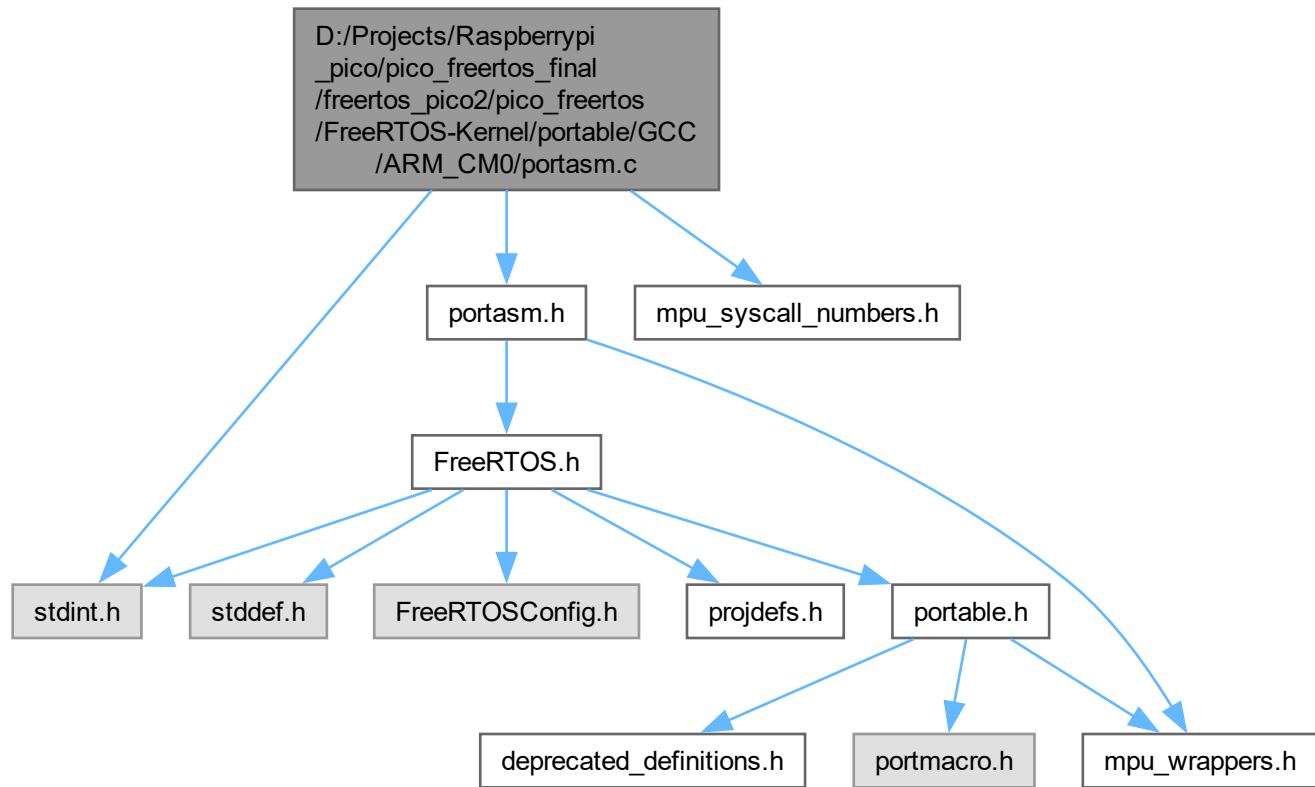 D:/Projects/Raspberrypi
_pico/pico_freertos_final
/freertos_pico2/pico_freertos
/FreeRTOS-Kernel/portable/GCC
/ARM_CM0/portasm.c
portasm.h
mpu_syscall_numbers.h
FreeRTOS.h
stdint.h
stddef.h
FreeRTOSConfig.h
projdefs.h
portable.h
deprecated_definitions.h
portmacro.h
mpu_wrappers.h